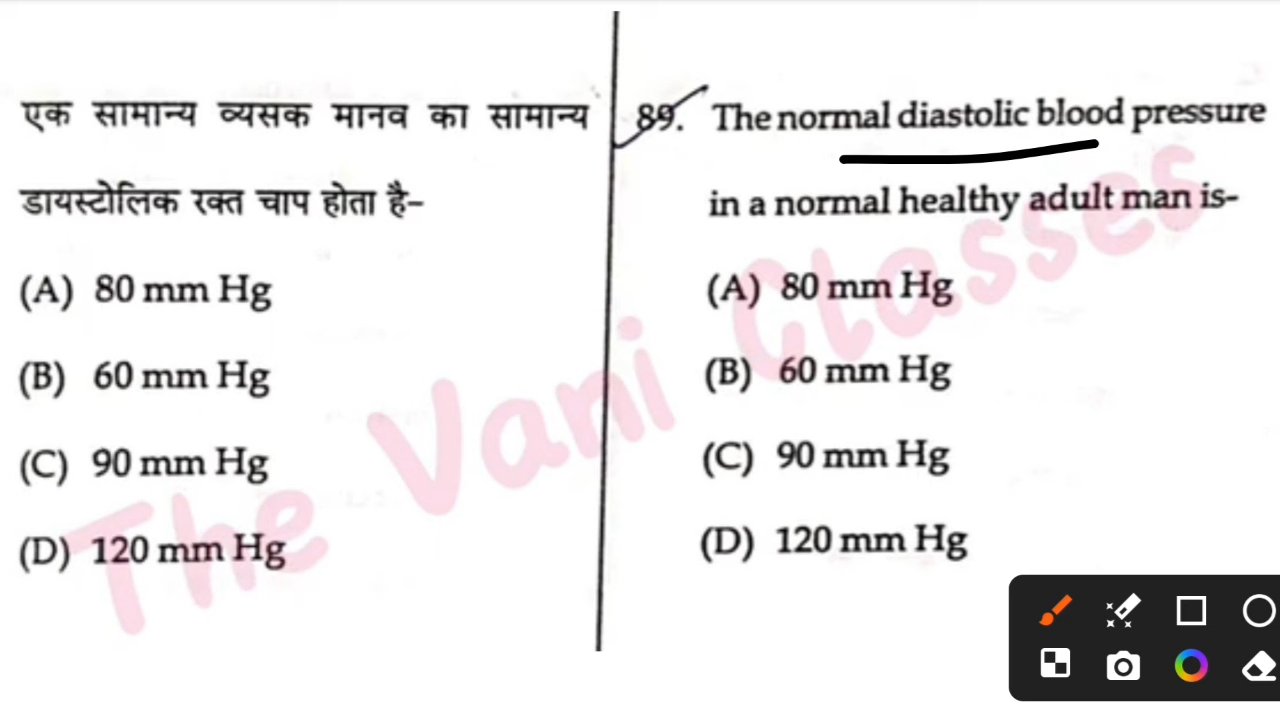 एक सामान्य व्यसक मानव का सामान्य
डायस्टोलिक रक्त चाप होता है-
(A) 80 mm Hg
(B) 60 mm Hg
(C) 90 mm Hg
(D) 120 mm Hg
89. The normal diastolic blood pressure
in a normal healthy adult man is-
(A) 80 mm Hg
(B) 60 mm Hg
(C) 90 mm Hg
(D) 120 mm Hg
The Vani Classes